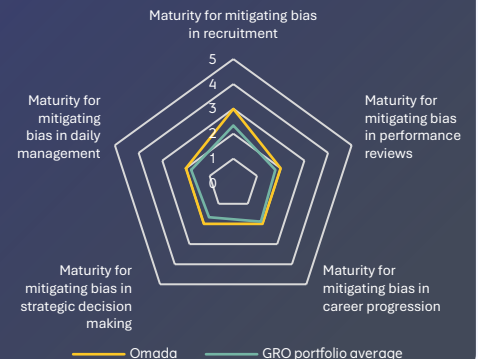 Maturity for mitigating bias
in recruitment
5
4
3
2
1
0
Maturity for
mitigating
bias in daily
management
Maturity for
mitigating bias
in performance
reviews
Maturity for
mitigating bias in
strategic decision
making
Maturity for
mitigating bias in
career progression
Omada
GRO portfolio average